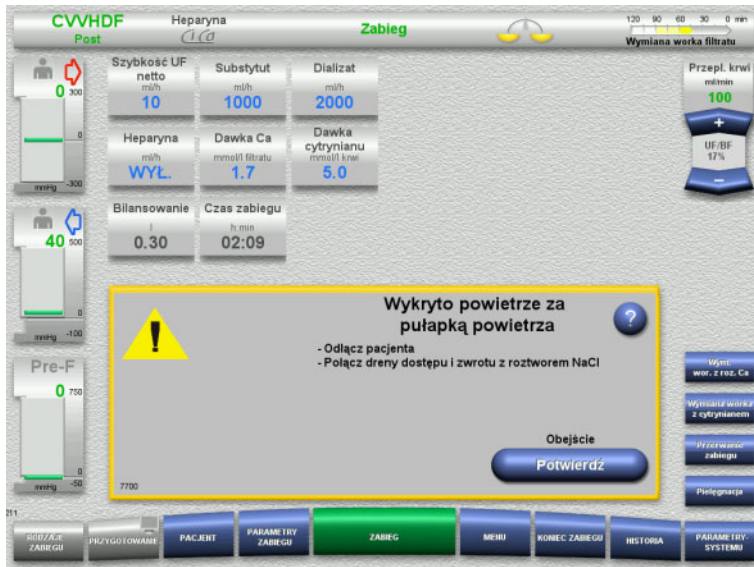 CVVHDF
Post
Heparyna
cica
Zabieg
120 90 60 30 0 min
Wymiana worka filtratu
0 300
0
mmHg -300
40 500
mmHg -100
Pre-F
0 750
0
mmHg -50
Szybkość UF
netto
ml/h
10
Substytut
ml/h
1000
Dializat
ml/h
2000
Heparyna
ml/h
WYŁ.
Dawka Ca
mmol/l filtratu
1.7
Dawka
cytrynianu
mmol/l krwi
5.0
Bilansowanie
l
0.30
Czas zabiegu
h:min
02:09
Przepł. krwi
ml/min
100
+
UF/BF
17%
–
!
Wykryto powietrze za
pułapką powietrza
?
- Odłącz pacjenta
- Połącz dreny dostępu i zwrotu z roztworem NaCl
Obejście
Potwierdź
7700
Wymi.
wor. z roz. Ca
Wymiana worka
z cytrynianem
Przerwanie
zabiegu
Pielęgnacja
211
RODZAJE
ZABIEGU
PRZYGOTOWANIE
PACJENT
PARAMETRY
ZABIEGU
ZABIEG
MENU
KONIEC ZABIEGU
HISTORIA
PARAMETRY-
SYSTEMU